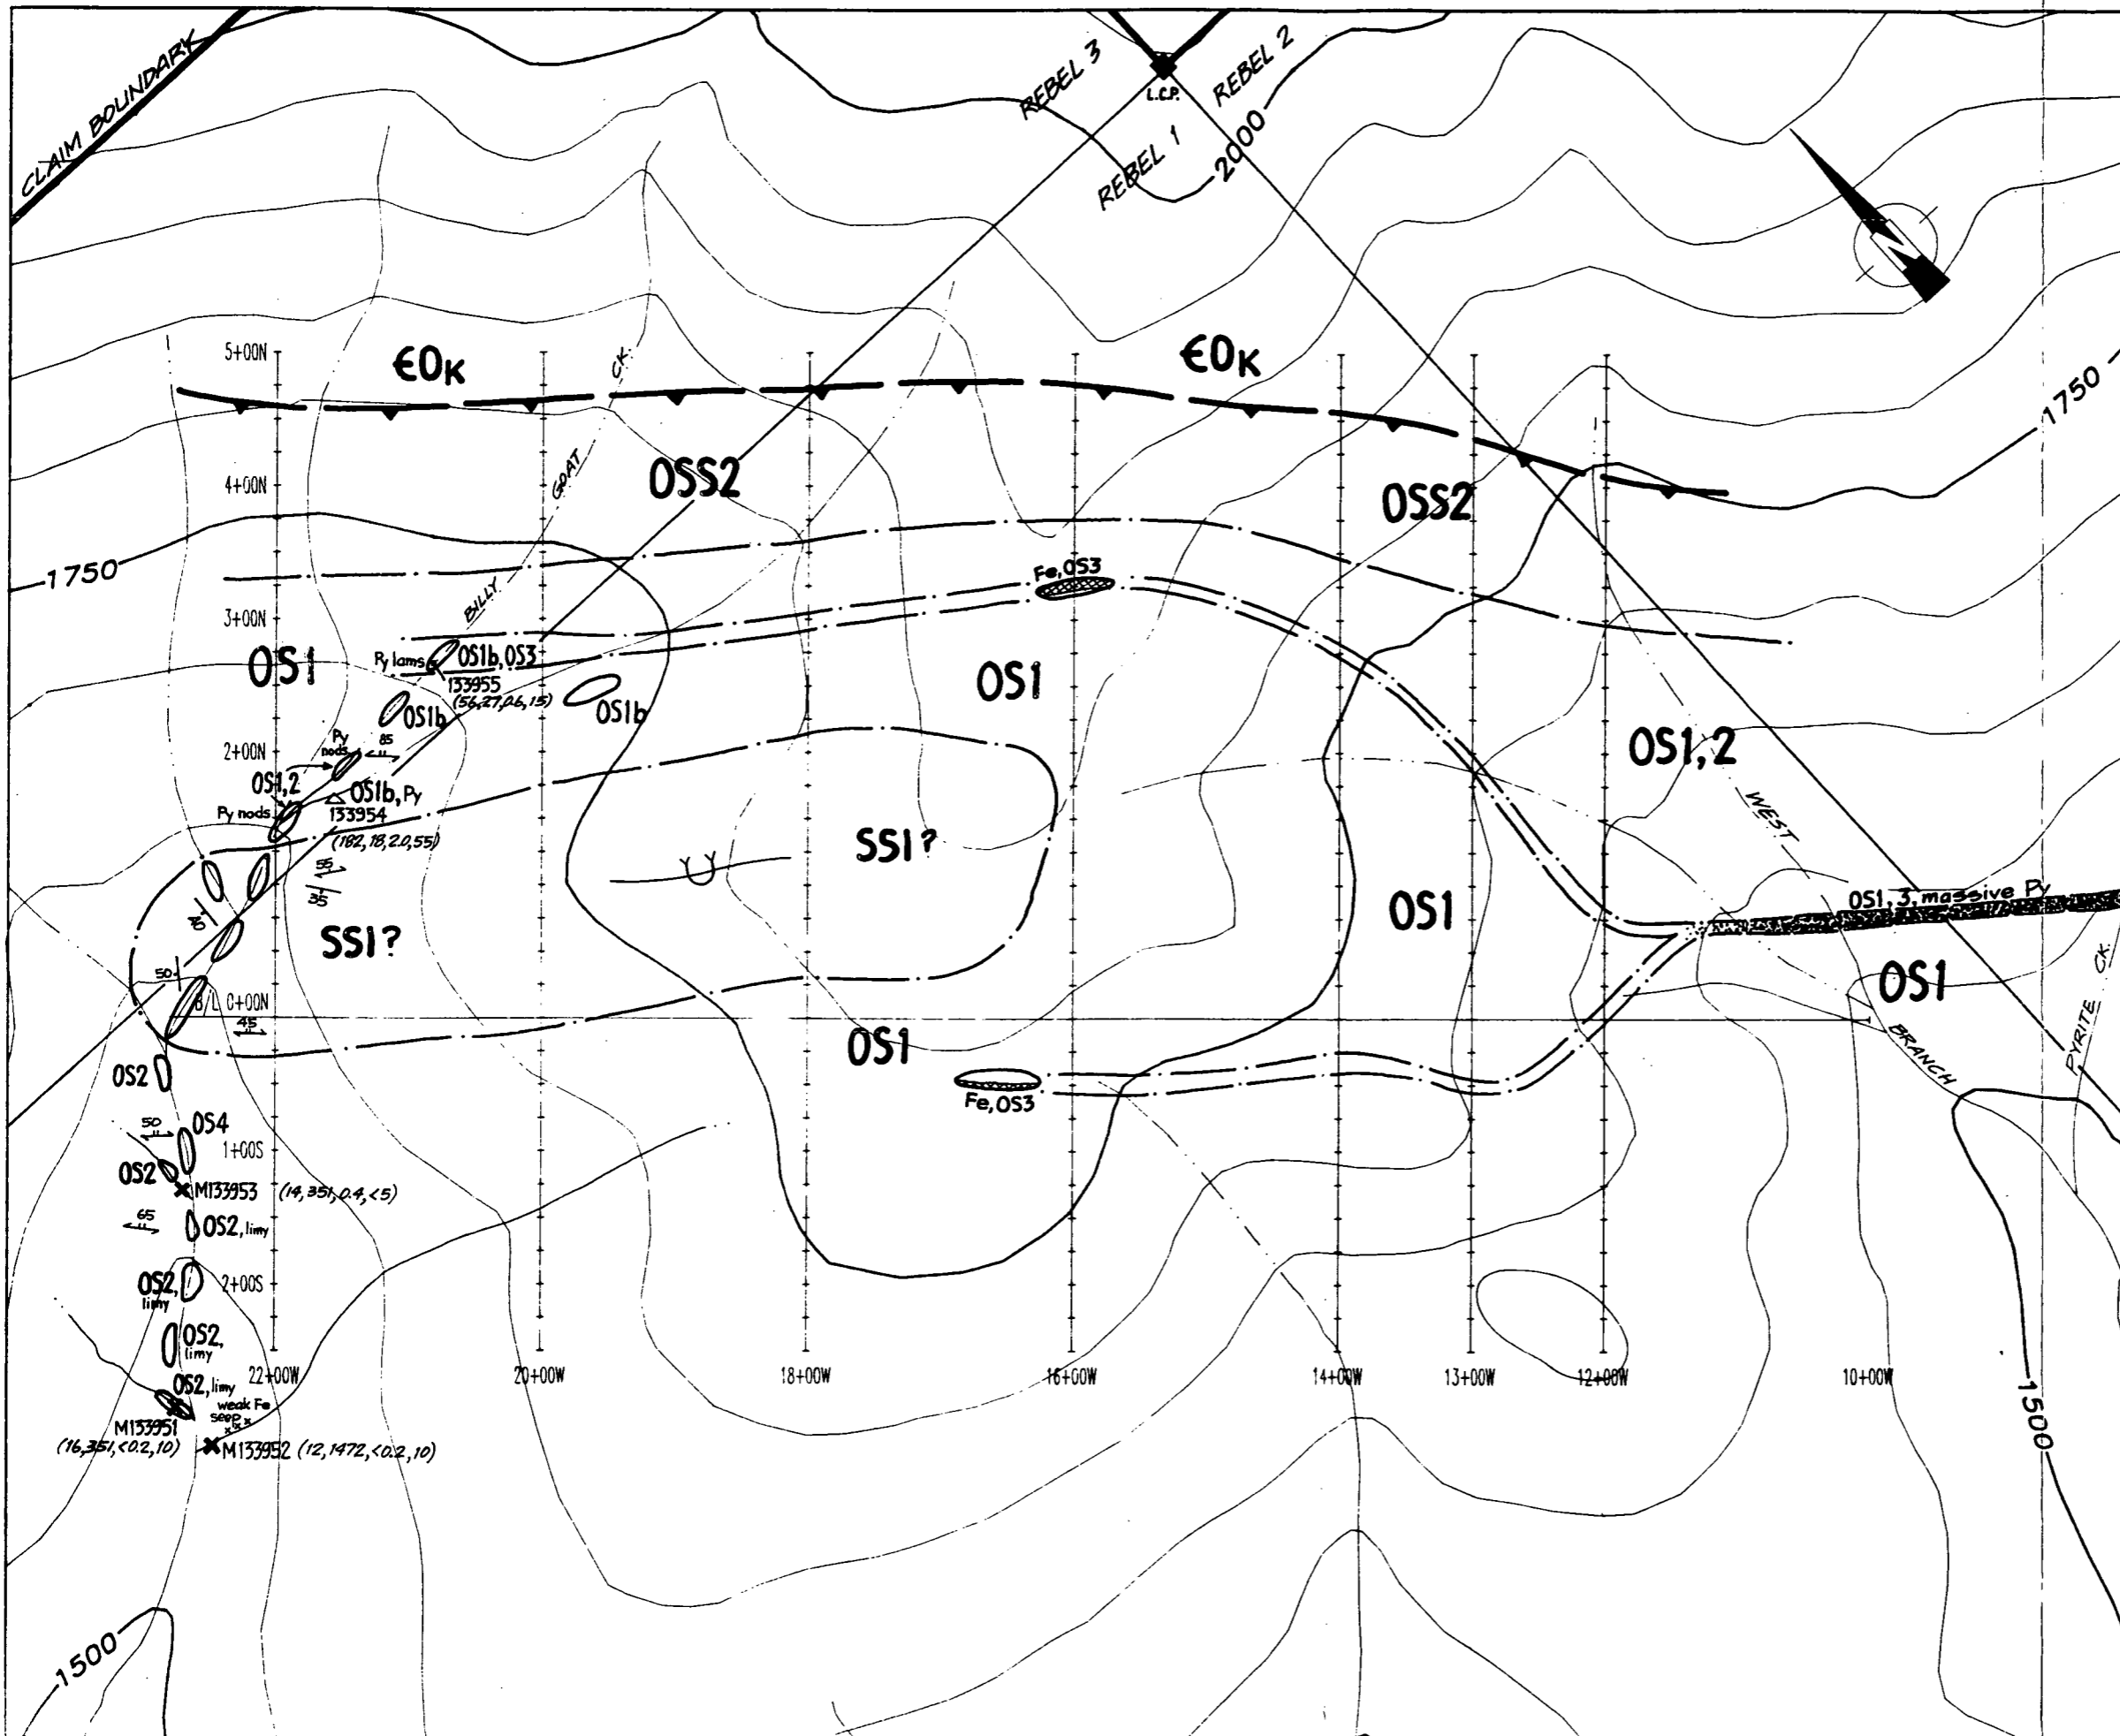 CLAIM BOUNDARY
REBEL 3
REBEL 2
L.C.P.
REBEL 1
2000
5+00N
ЄOK
ЄOK
CK.
1750
GOAT
OSS2
OSS2
4+00N
1750
Fe, OS3
BILLY
3+00N
OS1
Py lams
OS1b, OS3
133955
(56,27,0.6,15)
OS1
OS1b
OS1b
Py
nods
85
2+00N
OS1,2
OS1,2
OS1b, Py
133954
(182,18,2.0,55)
Py nods
WEST
SS1?
55
35
OS1, 3, massive Py
OS1
SS1?
50
B/L 0+00N
45
OS1
CK.
PYRITE
OS1
BRANCH
OS2
Fe, OS3
OS4
50
1+00S
OS2
M133953 (14,351,0.4,<5)
65
OS2, limy
OS2,
limy
2+00S
OS2,
limy
22+00W
20+00W
18+00W
16+00W
14+00W
13+00W
12+00W
10+00W
OS2, limy
weak Fe
seep
M133951
(16,351,<0.2,10)
M133952 (12,1472,<0.2,10)
1500
1500